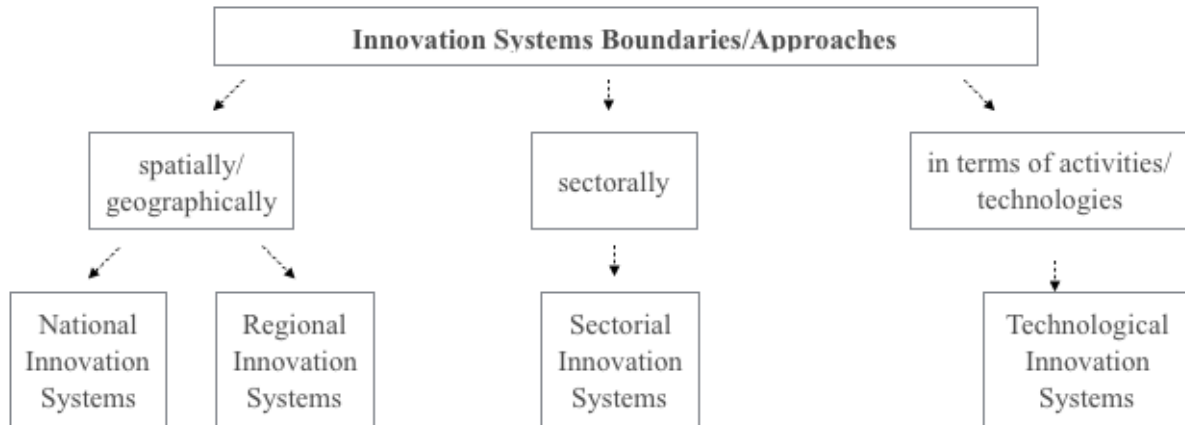 Innovation Systems Boundaries/Approaches
spatially/
geographically
sectorally
in terms of activities/
technologies
National
Innovation
Systems
Regional
Innovation
Systems
Sectorial
Innovation
Systems
Technological
Innovation
Systems